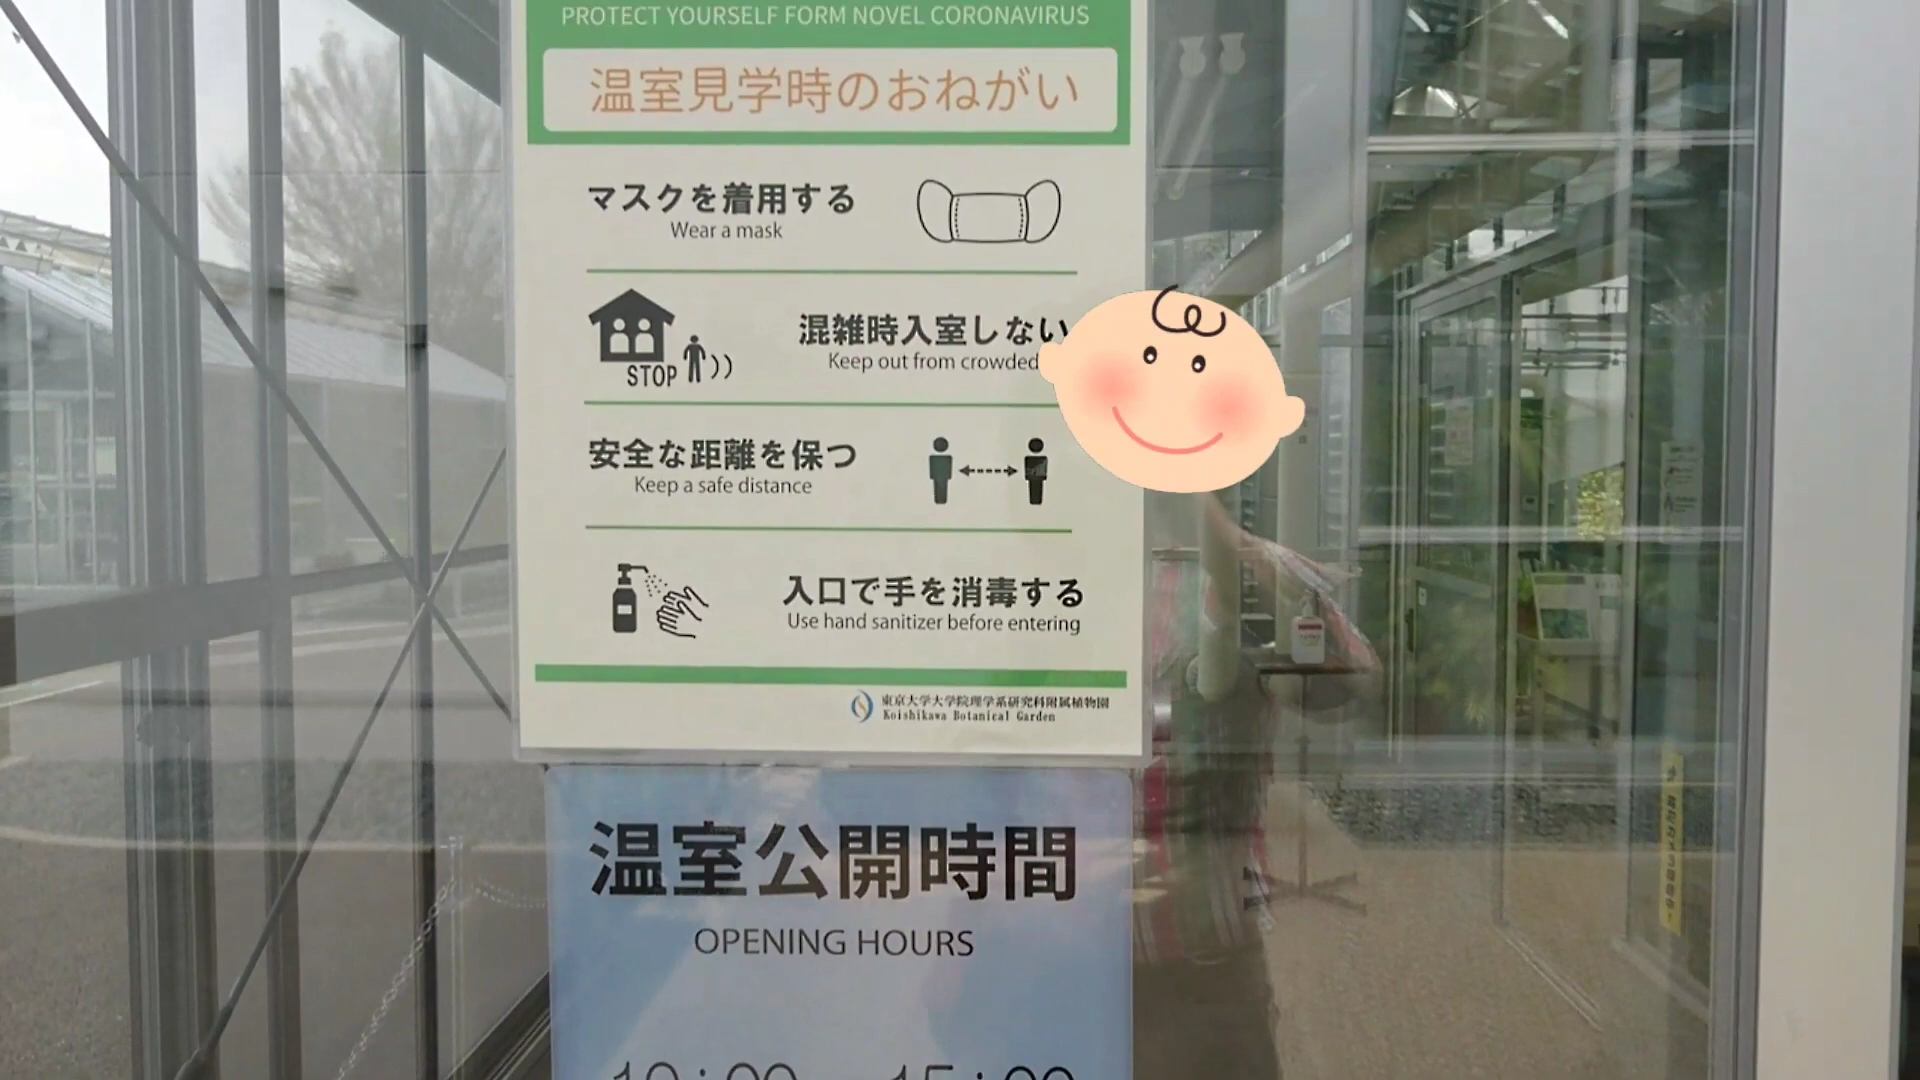 PROTECT YOURSELF FORM NOVEL CORONAVIRUS
温室見学時のおねがい
マスクを着用する
Wear a mask
混雑時入室しない
Keep out from crowded
STOP
安全な距離を保つ
Keep a safe distance
入口で手を消毒する
Use hand sanitizer before entering
東京大学大学院理学系研究科附属植物園
Koishikawa Botanical Garden
温室公開時間
OPENING HOURS